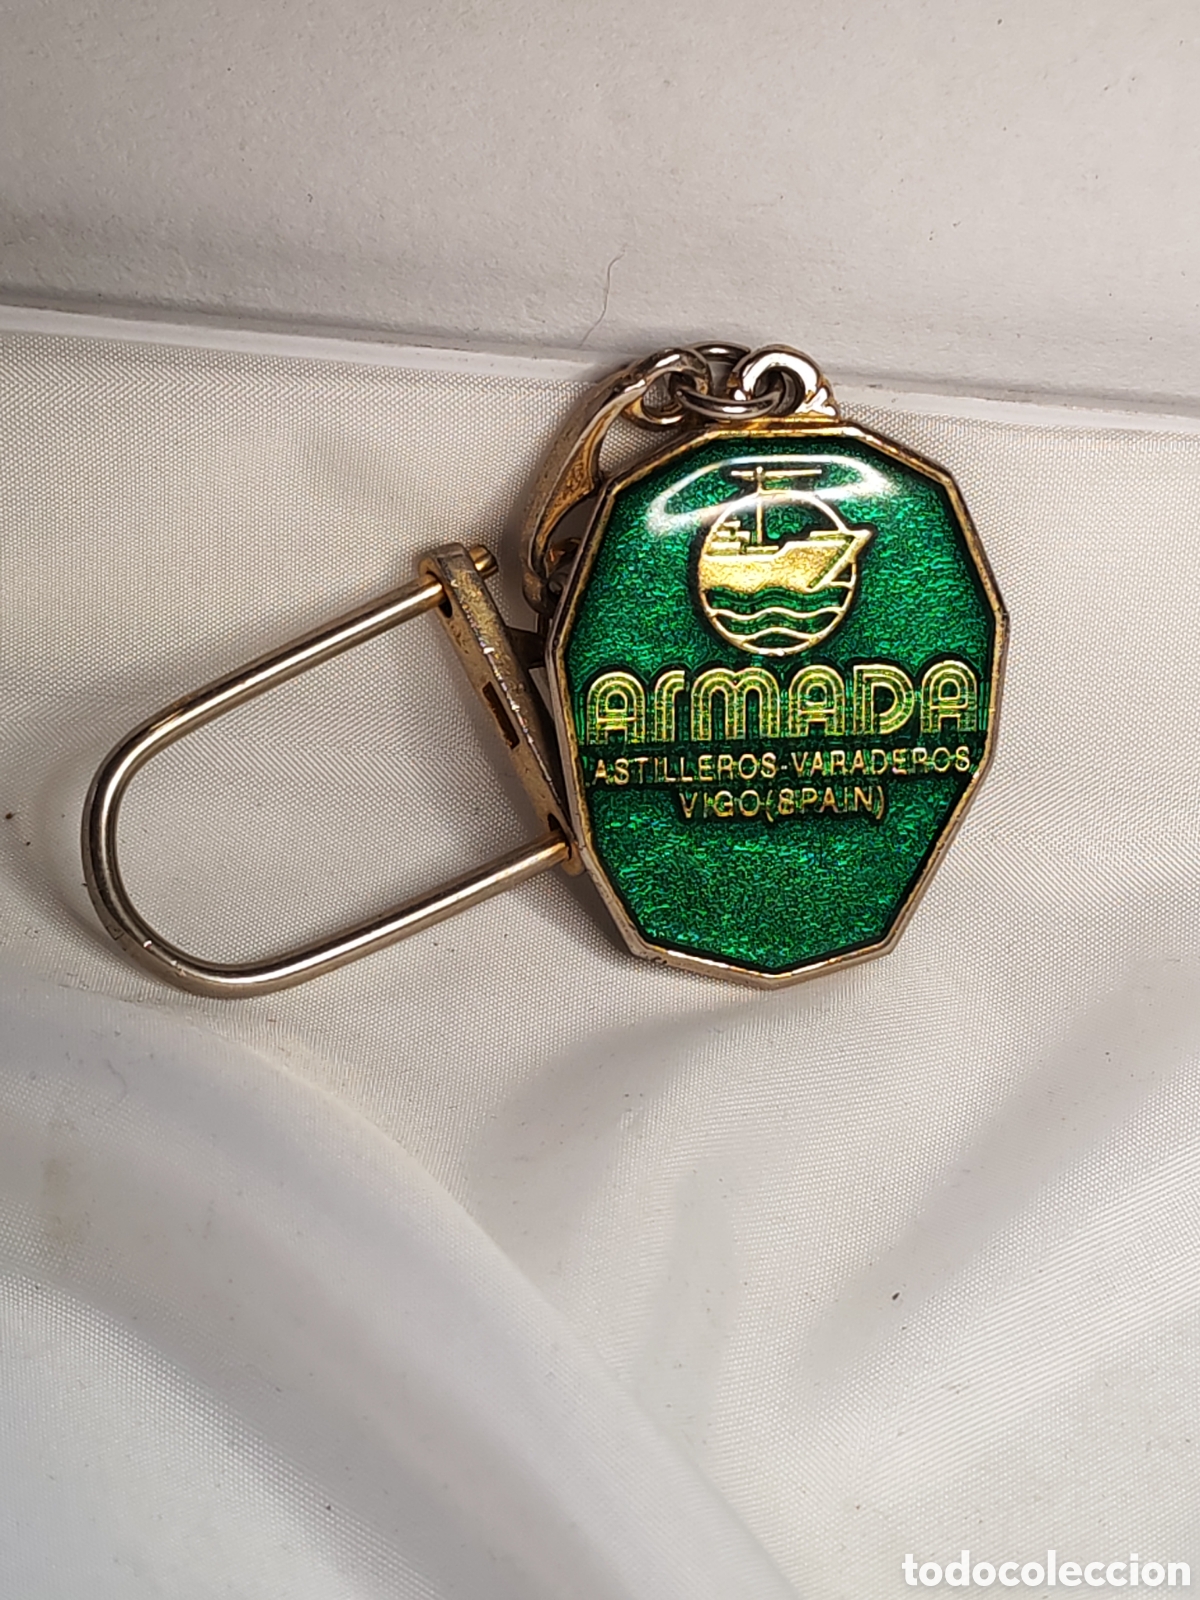 ArmADA
ASTILLEROS-VARADEROS
VIGO(SPAIN)
todocoleccion